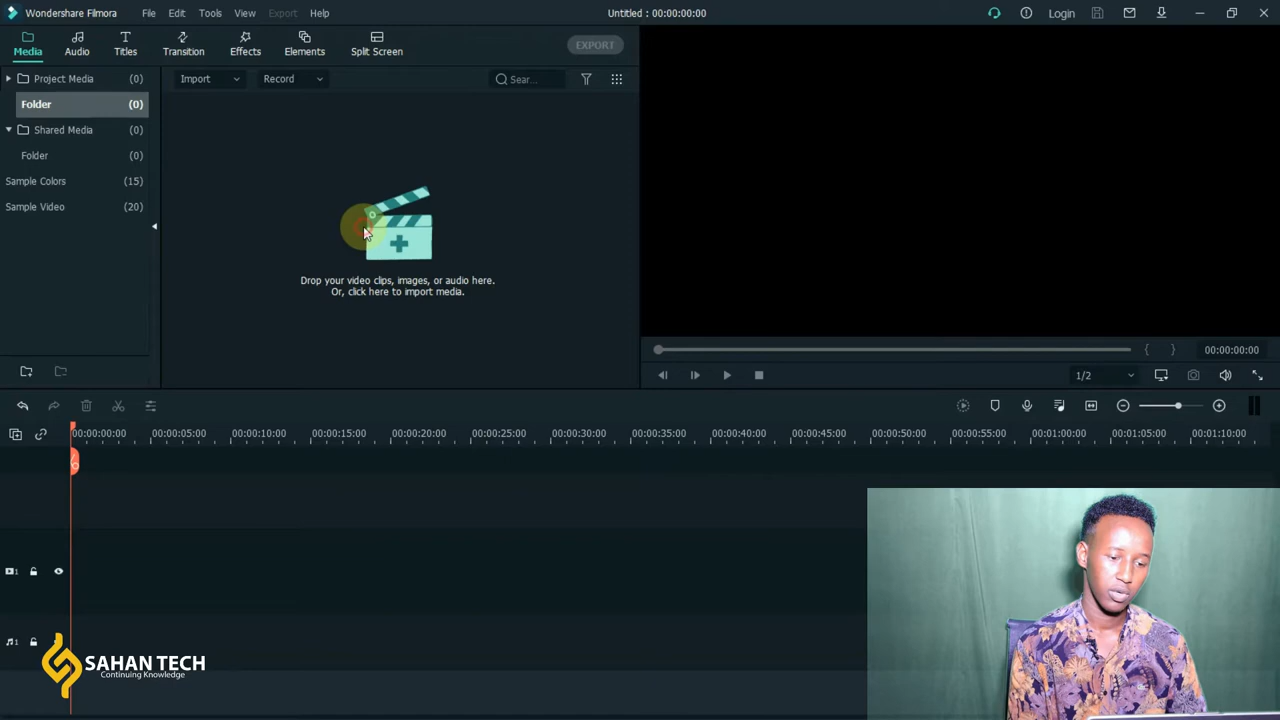 Wondershare Filmora File Edit Tools View Export Help Untitled : 00:00:00:00 Login
Media Audio Titles Transition Effects Elements Split Screen EXPORT
Project Media (0) Import Record Sear...
Folder (0)
Shared Media (0)
Folder (0)
Sample Colors (15)
Sample Video (20)
Drop your video clips, images, or audio here.
Or, click here to import media.
00:00:00:00
1/2
00:00:00:00 00:00:05:00 00:00:10:00 00:00:15:00 00:00:20:00 00:00:25:00 00:00:30:00 00:00:35:00 00:00:40:00 00:00:45:00 00:00:50:00 00:00:55:00 00:01:00:00 00:01:05:00 00:01:10:00
1
1
SAHAN TECH
Continuing Knowledge